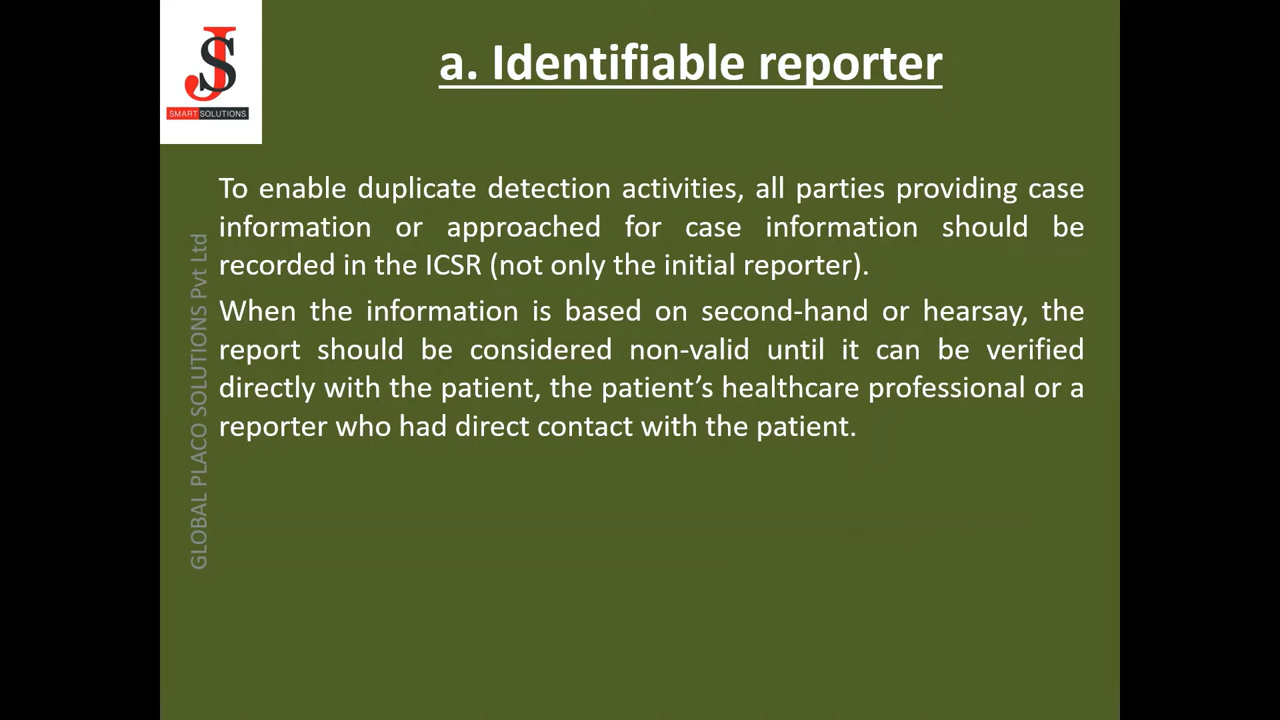 JS
SMART SOLUTIONS
a. Identifiable reporter
To enable duplicate detection activities, all parties providing case
information or approached for case information should be
recorded in the ICSR (not only the initial reporter).
When the information is based on second-hand or hearsay, the
report should be considered non-valid until it can be verified
directly with the patient, the patient’s healthcare professional or a
reporter who had direct contact with the patient.
GLOBAL PLACO SOLUTIONS Pvt Ltd